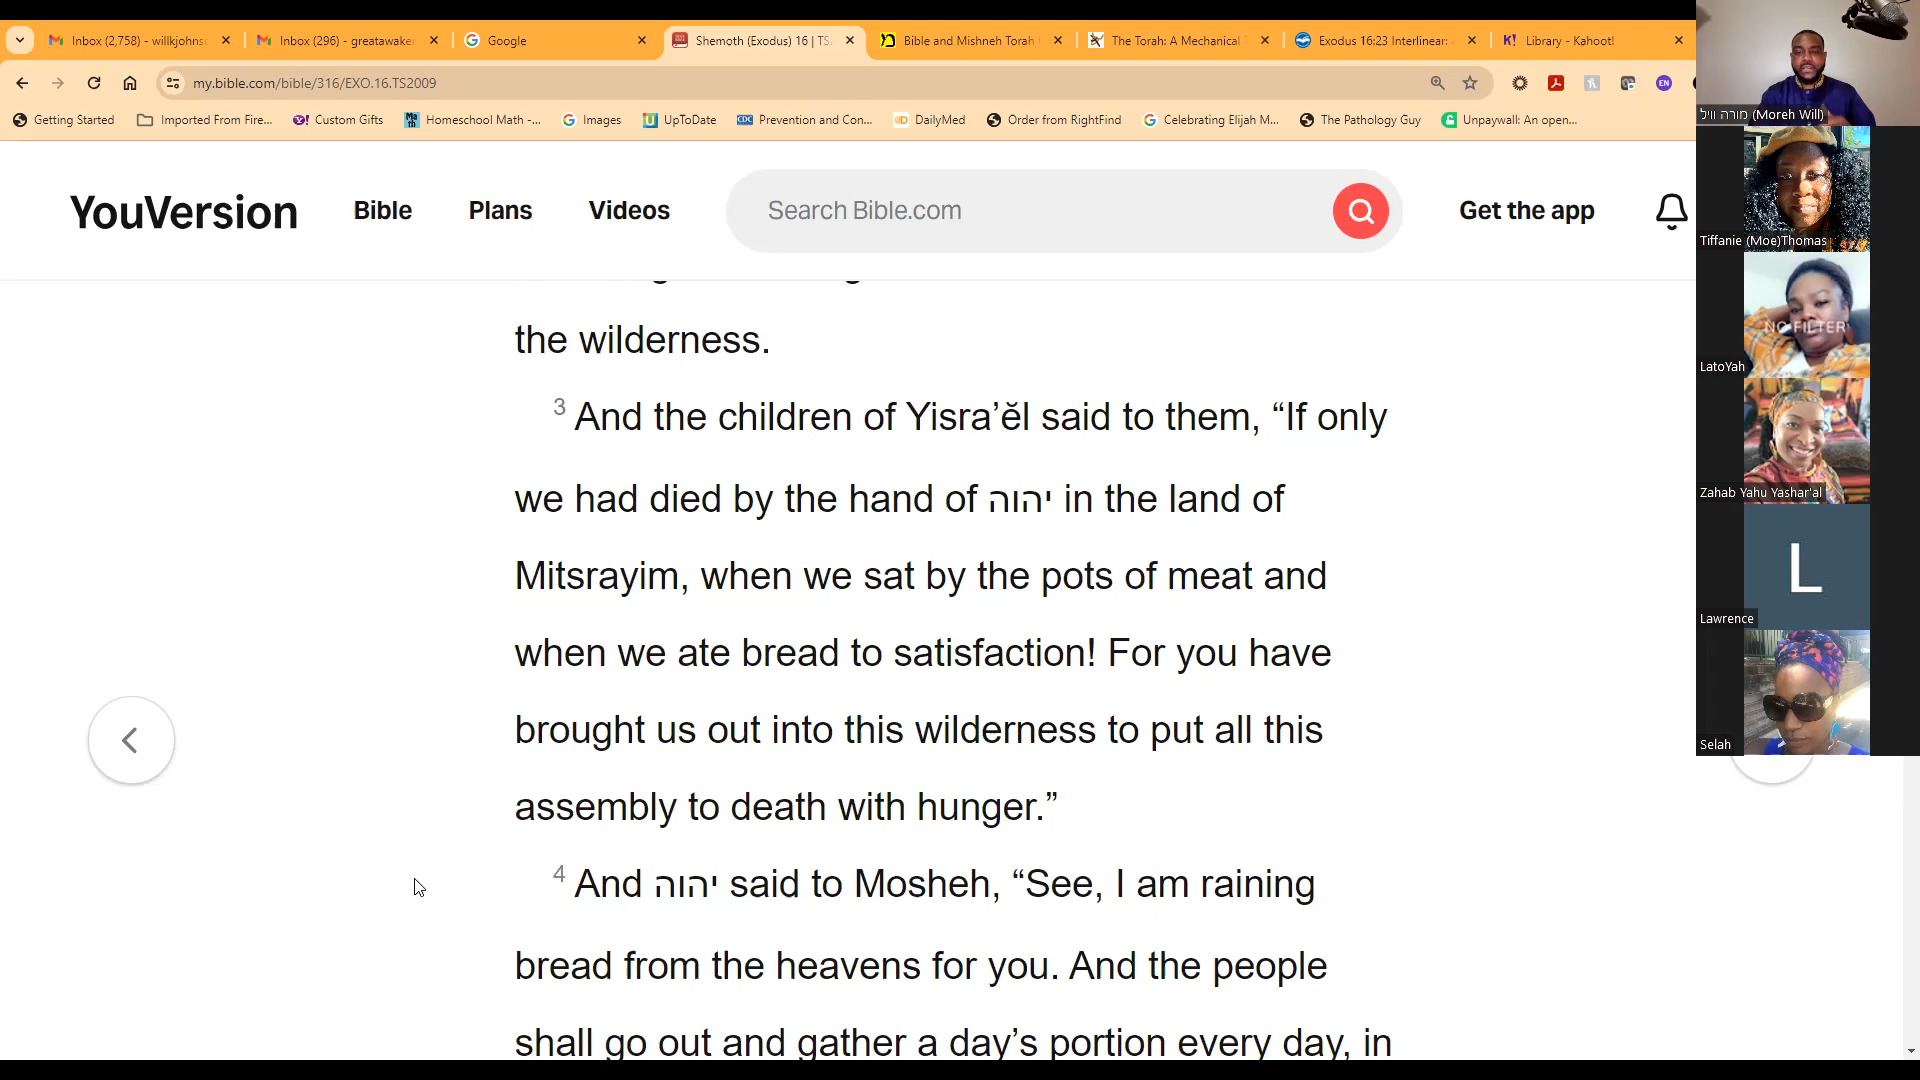 Inbox (2,758) - willkjohns
Inbox (296) - greatawake
Google
Shemoth (Exodus) 16 | TS
Bible and Mishneh Torah
The Torah: A Mechanical
Exodus 16:23 Interlinear:
Library - Kahoot!
my.bible.com/bible/316/EXO.16.TS2009
EN
Getting Started
Imported From Fire...
Custom Gifts
Homeschool Math -...
Images
UpToDate
Prevention and Con...
DailyMed
Order from RightFind
Celebrating Elijah M...
The Pathology Guy
Unpaywall: An open...
YouVersion
Bible
Plans
Videos
Search Bible.com
Get the app
the wilderness.
3 And the children of Yisra’ĕl said to them, “If only
we had died by the hand of יהוה in the land of
Mitsrayim, when we sat by the pots of meat and
when we ate bread to satisfaction! For you have
brought us out into this wilderness to put all this
assembly to death with hunger.”
4 And יהוה said to Mosheh, “See, I am raining
bread from the heavens for you. And the people
shall go out and gather a day’s portion every day, in
מורה וויל (Moreh Will)
Tiffanie (Moe)Thomas
NO FILTER
LatoYah
Zahab Yahu Yashar'al
L
Lawrence
Selah